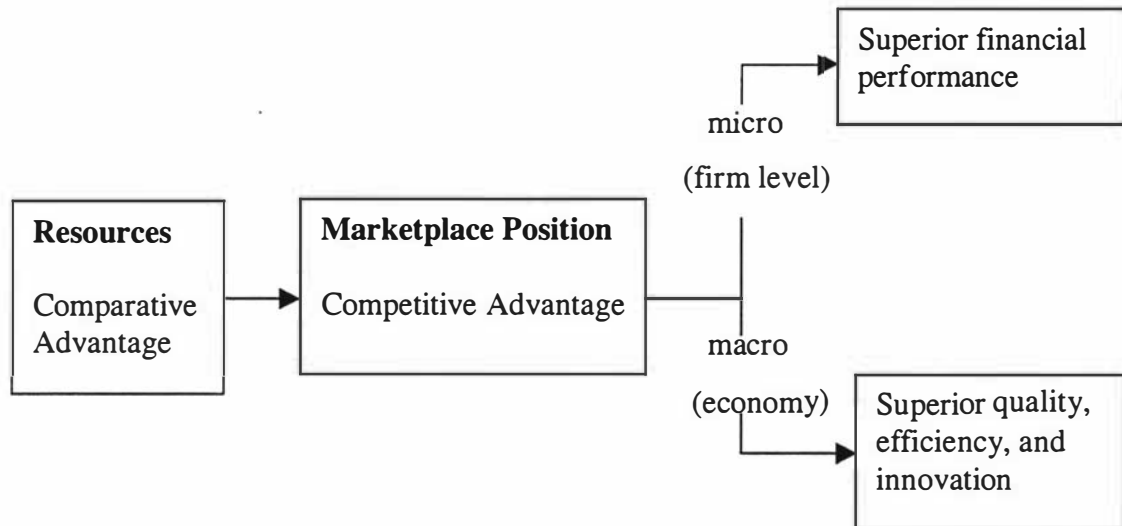 Resources
Comparative
Advantage
Marketplace Position
Competitive Advantage
micro
(firm level)
Superior financial
performance
macro
(economy)
Superior quality,
efficiency, and
innovation